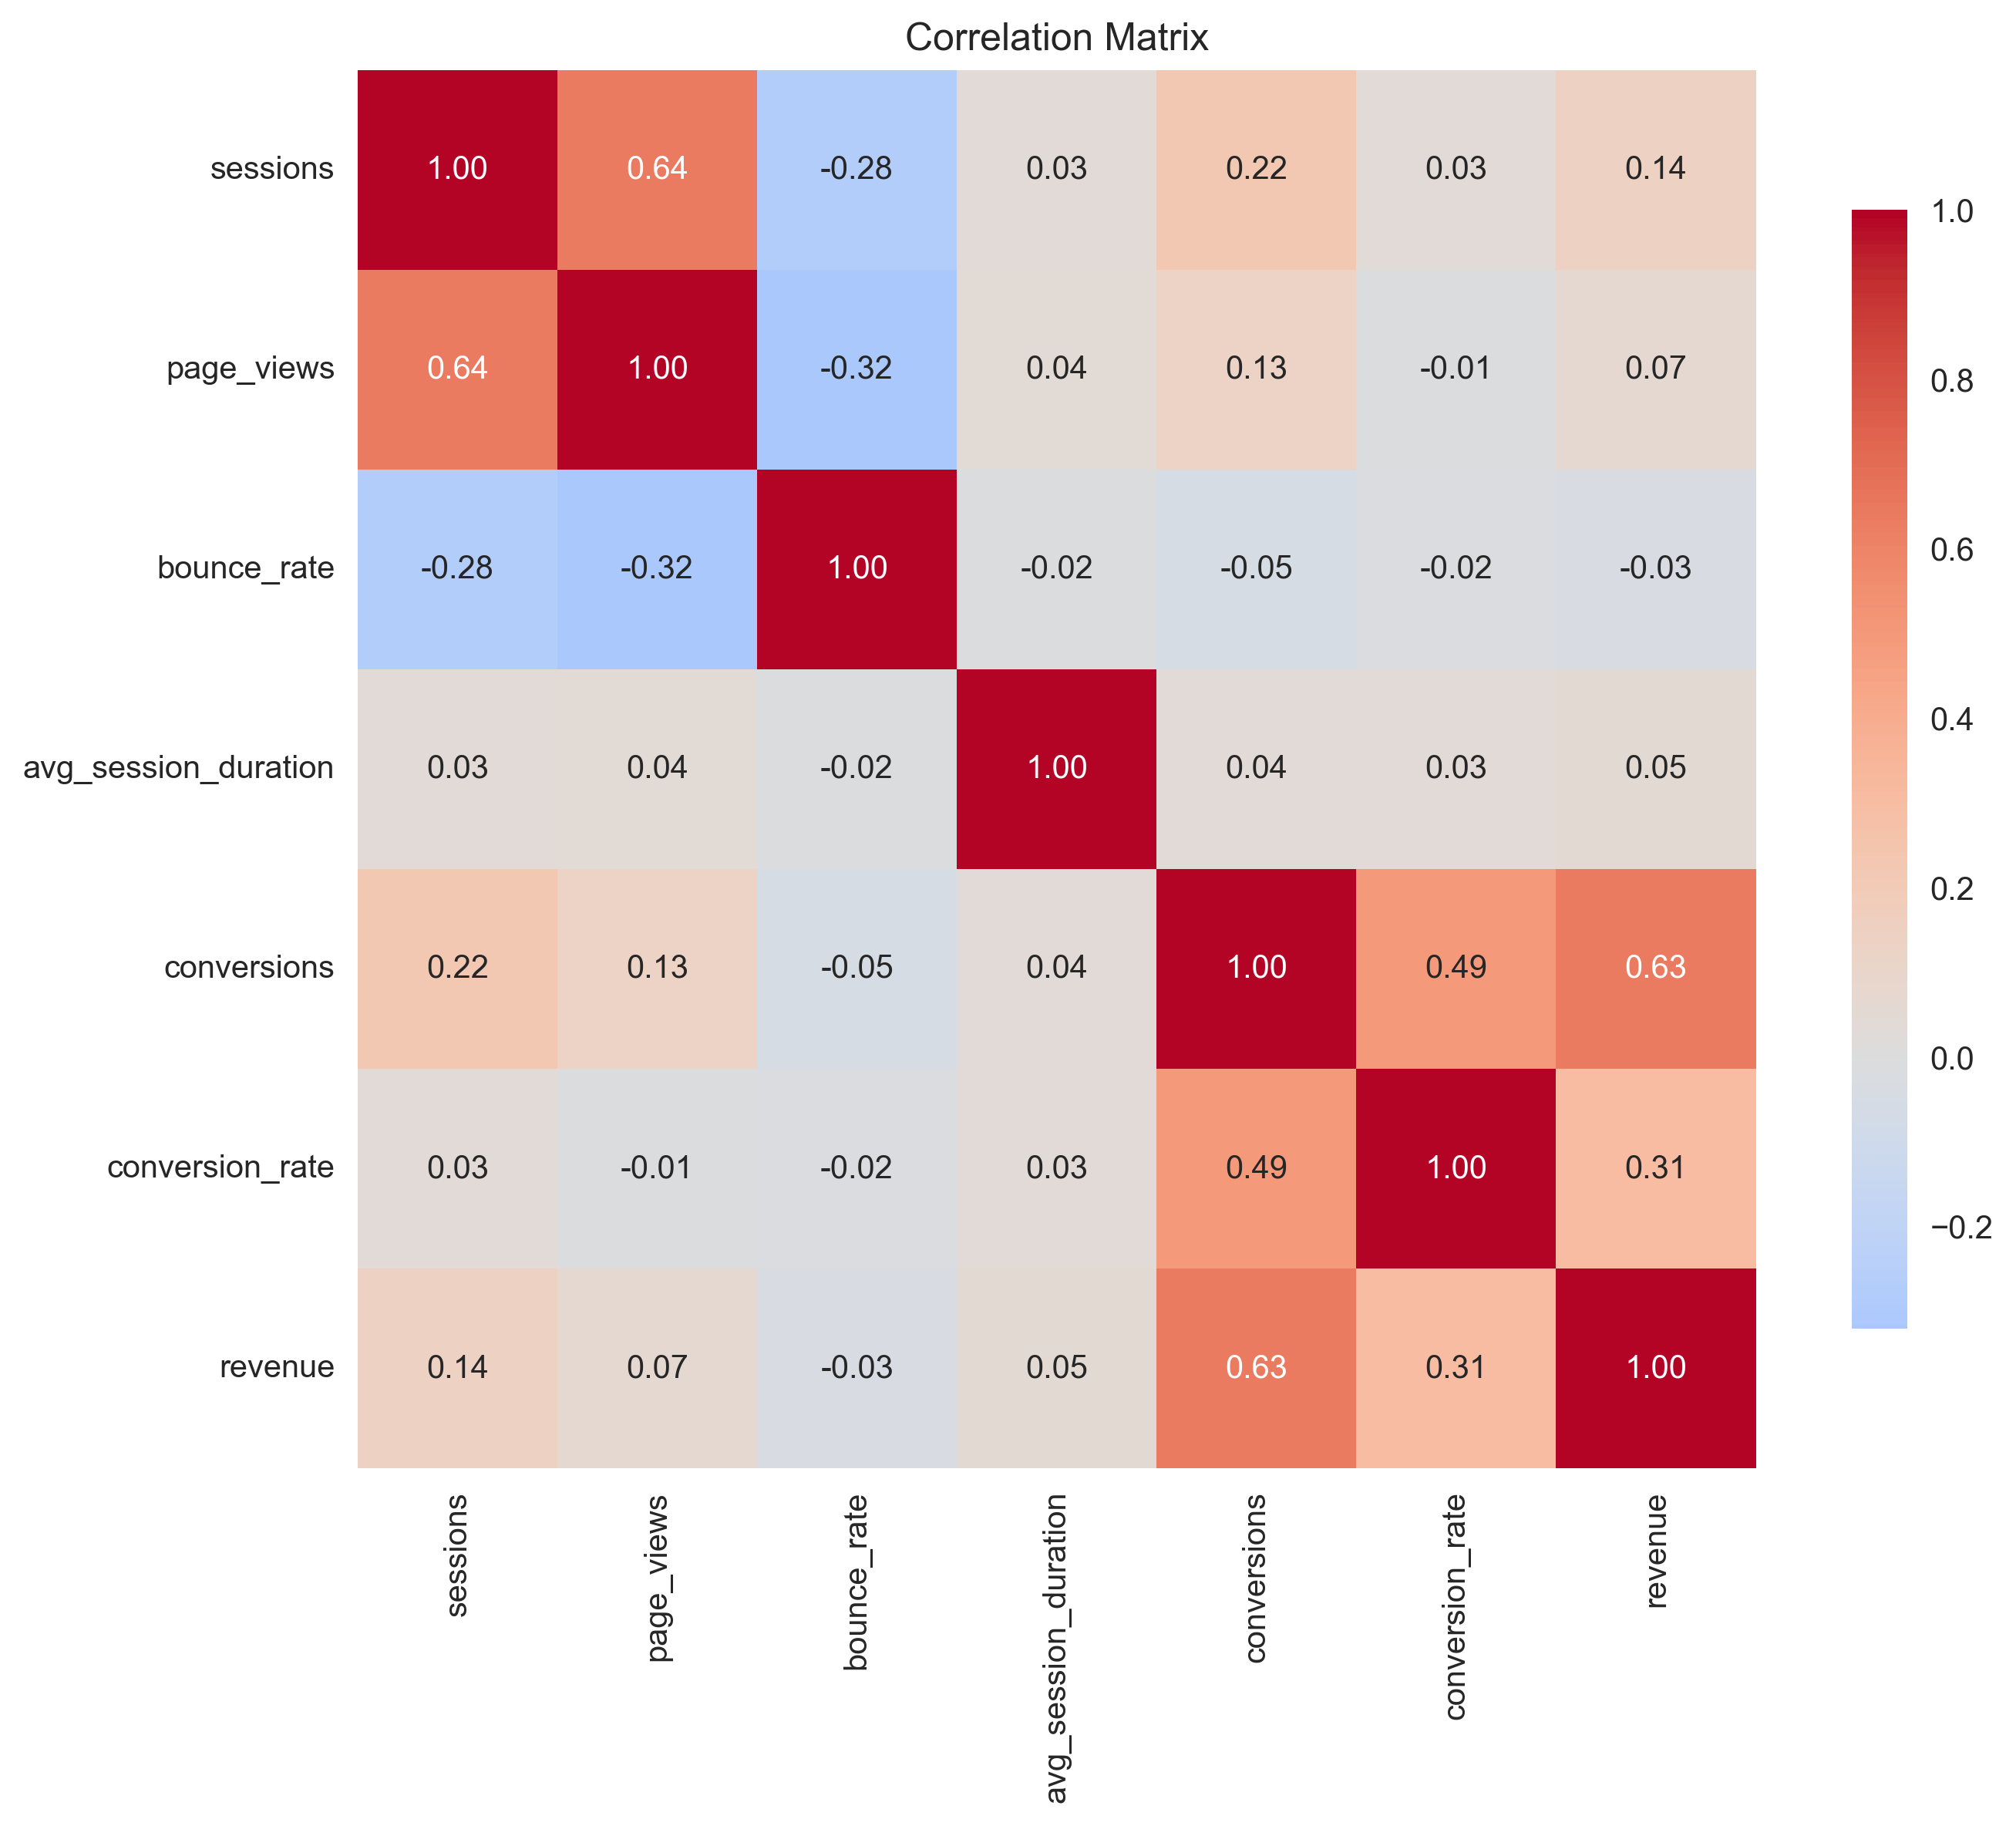 Correlation Matrix
sessions 1.00 0.64 -0.28 0.03 0.22 0.03 0.14
page_views 0.64 1.00 -0.32 0.04 0.13 -0.01 0.07
bounce_rate -0.28 -0.32 1.00 -0.02 -0.05 -0.02 -0.03
avg_session_duration 0.03 0.04 -0.02 1.00 0.04 0.03 0.05
conversions 0.22 0.13 -0.05 0.04 1.00 0.49 0.63
conversion_rate 0.03 -0.01 -0.02 0.03 0.49 1.00 0.31
revenue 0.14 0.07 -0.03 0.05 0.63 0.31 1.00
sessions
page_views
bounce_rate
avg_session_duration
conversions
conversion_rate
revenue
1.0
0.8
0.6
0.4
0.2
0.0
−0.2